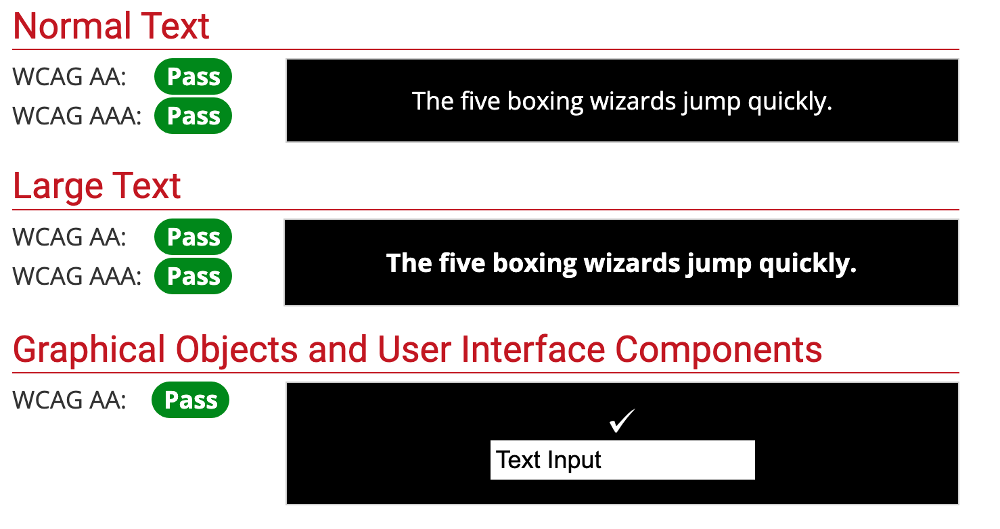 Normal Text
WCAG AA: Pass
WCAG AAA: Pass
The five boxing wizards jump quickly.
Large Text
WCAG AA: Pass
WCAG AAA: Pass
The five boxing wizards jump quickly.
Graphical Objects and User Interface Components
WCAG AA: Pass
✓
Text Input